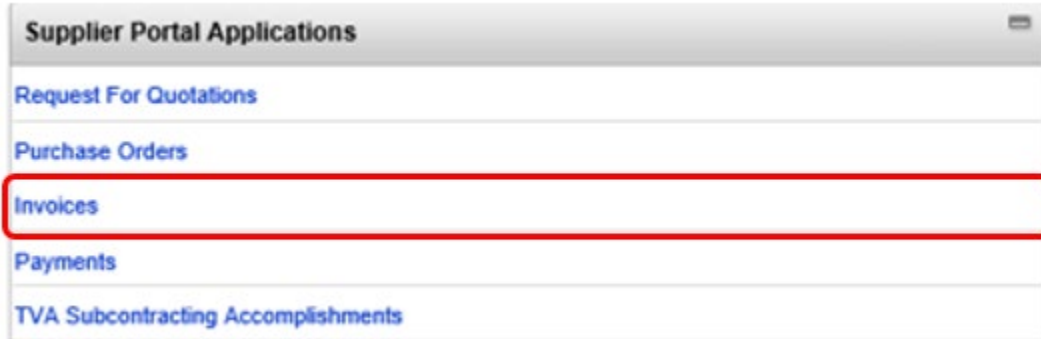 Supplier Portal Applications
Request For Quotations
Purchase Orders
Invoices
Payments
TVA Subcontracting Accomplishments